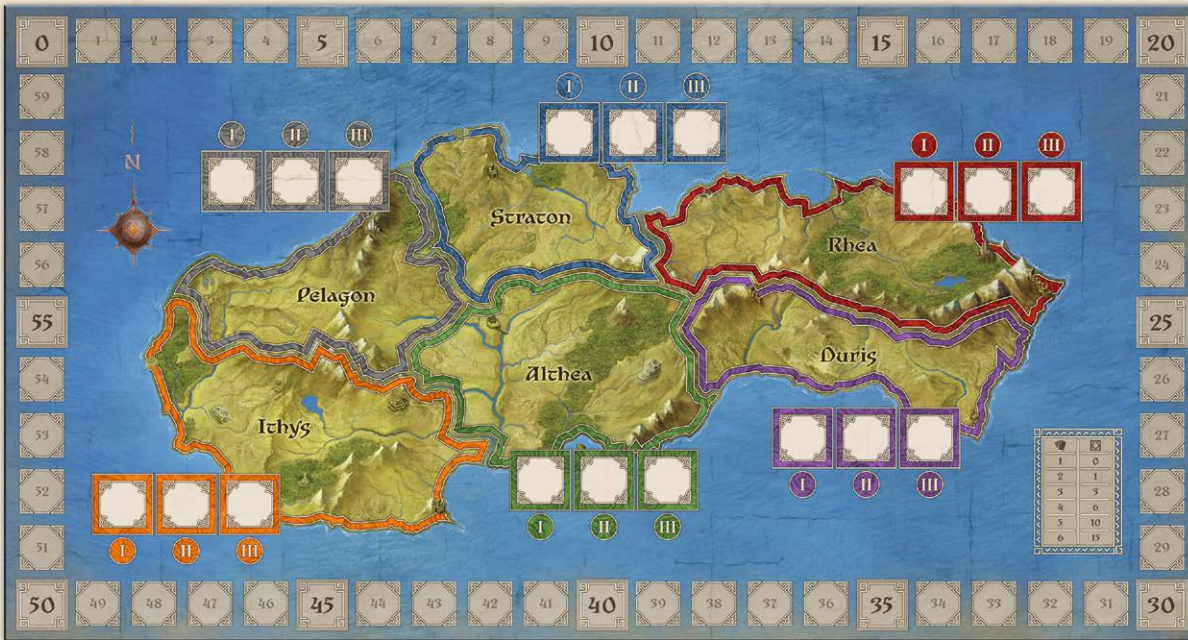 0 1 2 3 4 5 6 7 8 9 10 11 12 13 14 15 16 17 18 19 20
59 21
58 22
57 23
56 24
55 25
54 26
53 27
52 28
51 29
50 49 48 47 46 45 44 43 42 41 40 39 38 37 36 35 34 33 32 31 30
N
I II III
I II III
I II III
Straton
Rhea
Pelagon
Duris
Althea
Ithys
I II III
I II III
I II III
1 0
2 1
3 3
4 6
5 10
6 15